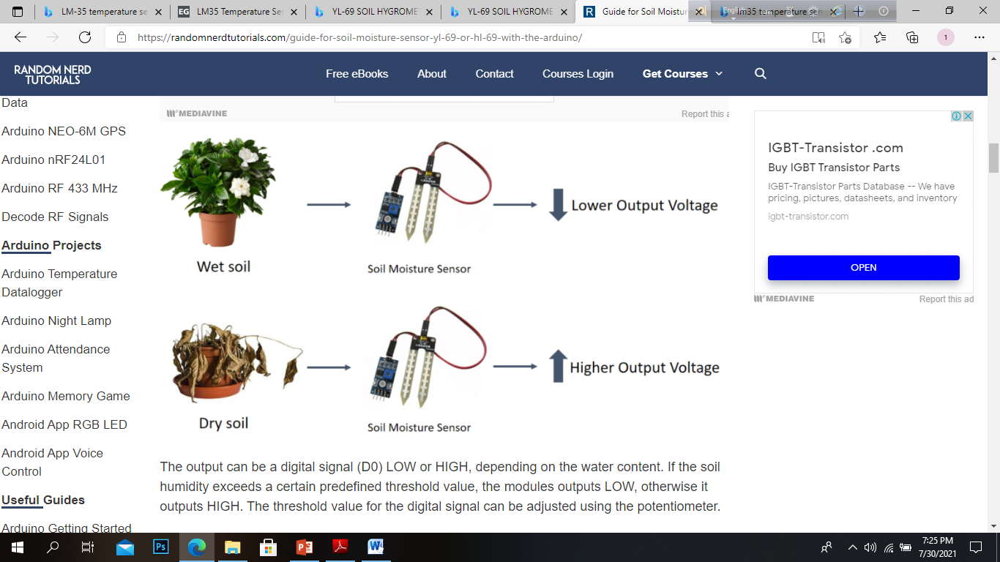 LM-35 temperature se
LM35 Temperature Ser
YL-69 SOIL HYGROME
YL-69 SOIL HYGROME
Guide for Soil Moistur
English
lm35 temperature sen
https://randomnerdtutorials.com/guide-for-soil-moisture-sensor-yl-69-or-hl-69-with-the-arduino/
1
RANDOM NERD
TUTORIALS
Free eBooks
About
Contact
Courses Login
Get Courses
Data
Arduino NEO-6M GPS
Arduino nRF24L01
Arduino RF 433 MHz
Decode RF Signals
Arduino Projects
Arduino Temperature
Datalogger
Arduino Night Lamp
Arduino Attendance
System
Arduino Memory Game
Android App RGB LED
Android App Voice
Control
Useful Guides
Arduino Getting Started
MEDIAVINE
Report this a
Lower Output Voltage
Wet soil
Soil Moisture Sensor
Higher Output Voltage
Dry soil
Soil Moisture Sensor
The output can be a digital signal (D0) LOW or HIGH, depending on the water content. If the soil
humidity exceeds a certain predefined threshold value, the modules outputs LOW, otherwise it
outputs HIGH. The threshold value for the digital signal can be adjusted using the potentiometer.
IGBT-Transistor .com
Buy IGBT Transistor Parts
IGBT-Transistor Parts Database -- We have
pricing, pictures, datasheets, and inventory
igbt-transistor.com
OPEN
MEDIAVINE
Report this ad
7:25 PM
7/30/2021